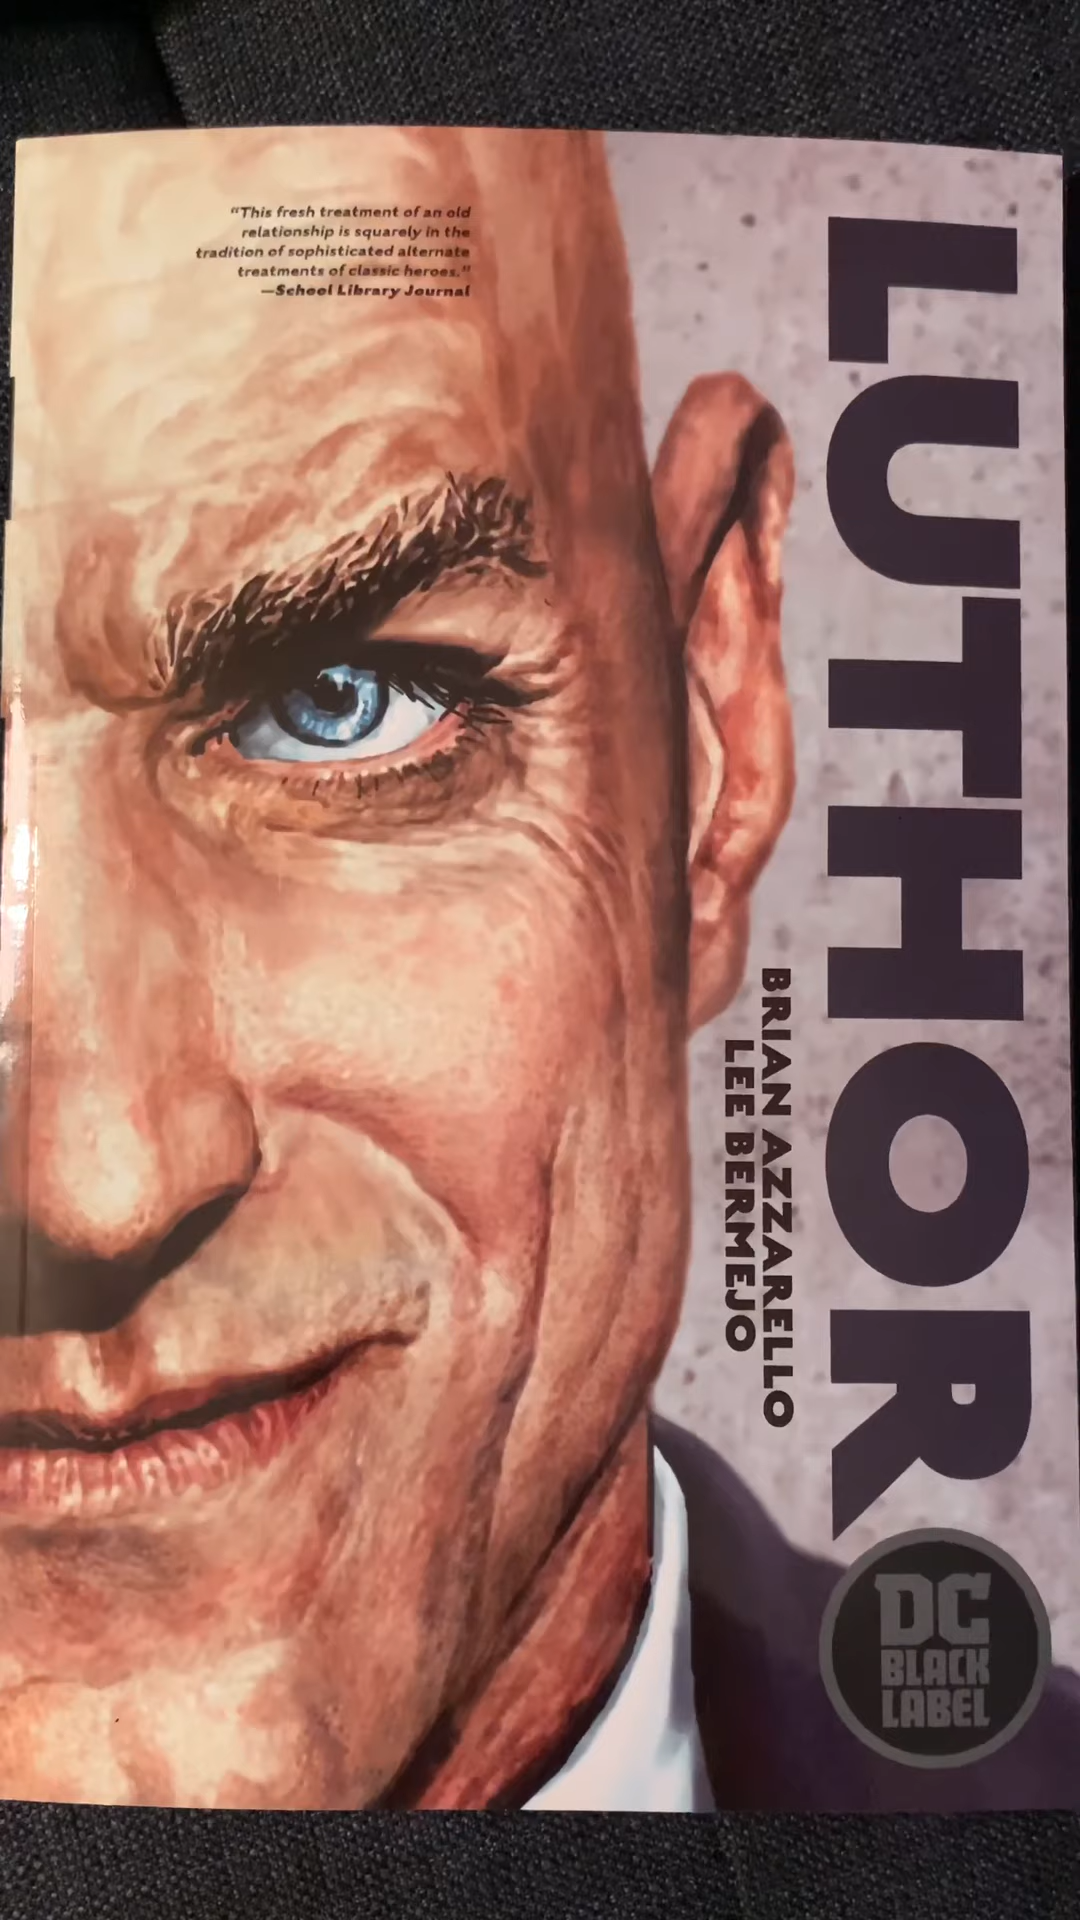 “This fresh treatment of an old
relationship is squarely in the
tradition of sophisticated alternate
treatments of classic heroes.”
—School Library Journal
LUTHOR
BRIAN AZZARELLO
LEE BERMEJO
DC
BLACK
LABEL